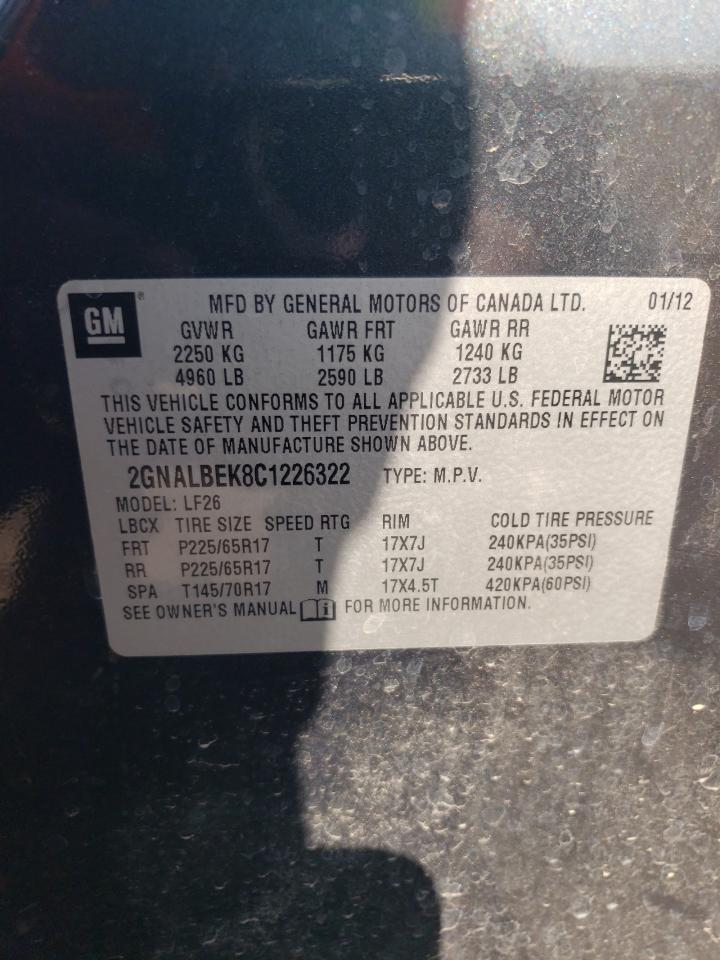 GM ® MFD BY GENERAL MOTORS OF CANADA LTD. 01/12
GVWR GAWR FRT GAWR RR
2250 KG 1175 KG 1240 KG
4960 LB 2590 LB 2733 LB
THIS VEHICLE CONFORMS TO ALL APPLICABLE U.S. FEDERAL MOTOR
VEHICLE SAFETY AND THEFT PREVENTION STANDARDS IN EFFECT ON
THE DATE OF MANUFACTURE SHOWN ABOVE.
2GNALBEK8C1226322 TYPE: M.P.V.
MODEL: LF26
LBCX TIRE SIZE SPEED RTG RIM COLD TIRE PRESSURE
FRT P225/65R17 T 17X7J 240KPA(35PSI)
RR P225/65R17 T 17X7J 240KPA(35PSI)
SPA T145/70R17 M 17X4.5T 420KPA(60PSI)
SEE OWNER'S MANUAL i FOR MORE INFORMATION.